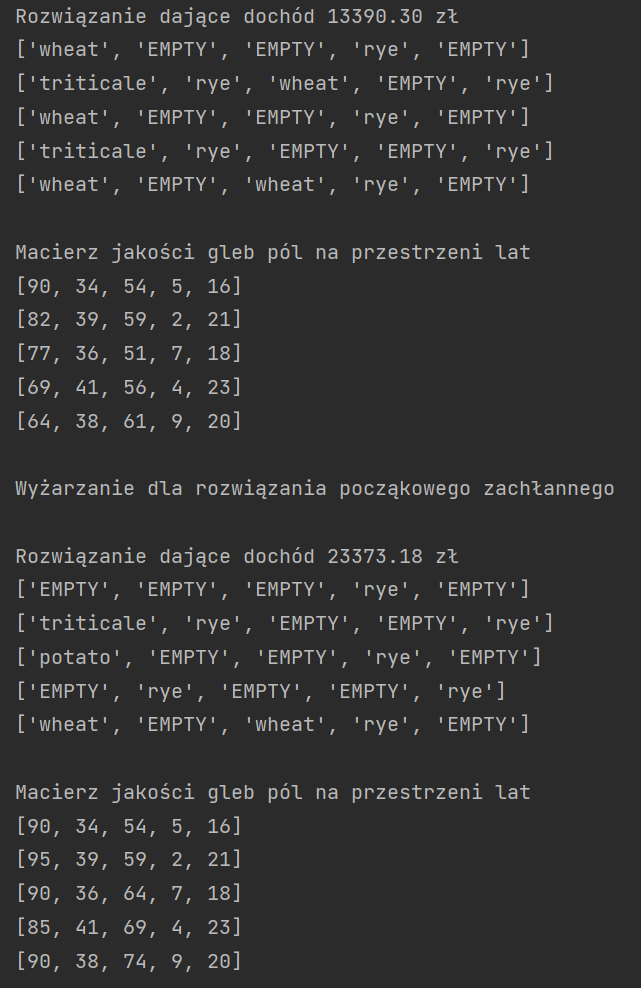 Rozwiązanie dające dochód 13390.30 zł
['wheat', 'EMPTY', 'EMPTY', 'rye', 'EMPTY']
['triticale', 'rye', 'wheat', 'EMPTY', 'rye']
['wheat', 'EMPTY', 'EMPTY', 'rye', 'EMPTY']
['triticale', 'rye', 'EMPTY', 'EMPTY', 'rye']
['wheat', 'EMPTY', 'wheat', 'rye', 'EMPTY']
Macierz jakości gleb pól na przestrzeni lat
[90, 34, 54, 5, 16]
[82, 39, 59, 2, 21]
[77, 36, 51, 7, 18]
[69, 41, 56, 4, 23]
[64, 38, 61, 9, 20]
Wyżarzanie dla rozwiązania począkowego zachłannego
Rozwiązanie dające dochód 23373.18 zł
['EMPTY', 'EMPTY', 'EMPTY', 'rye', 'EMPTY']
['triticale', 'rye', 'EMPTY', 'EMPTY', 'rye']
['potato', 'EMPTY', 'EMPTY', 'rye', 'EMPTY']
['EMPTY', 'rye', 'EMPTY', 'EMPTY', 'rye']
['wheat', 'EMPTY', 'wheat', 'rye', 'EMPTY']
Macierz jakości gleb pól na przestrzeni lat
[90, 34, 54, 5, 16]
[95, 39, 59, 2, 21]
[90, 36, 64, 7, 18]
[85, 41, 69, 4, 23]
[90, 38, 74, 9, 20]